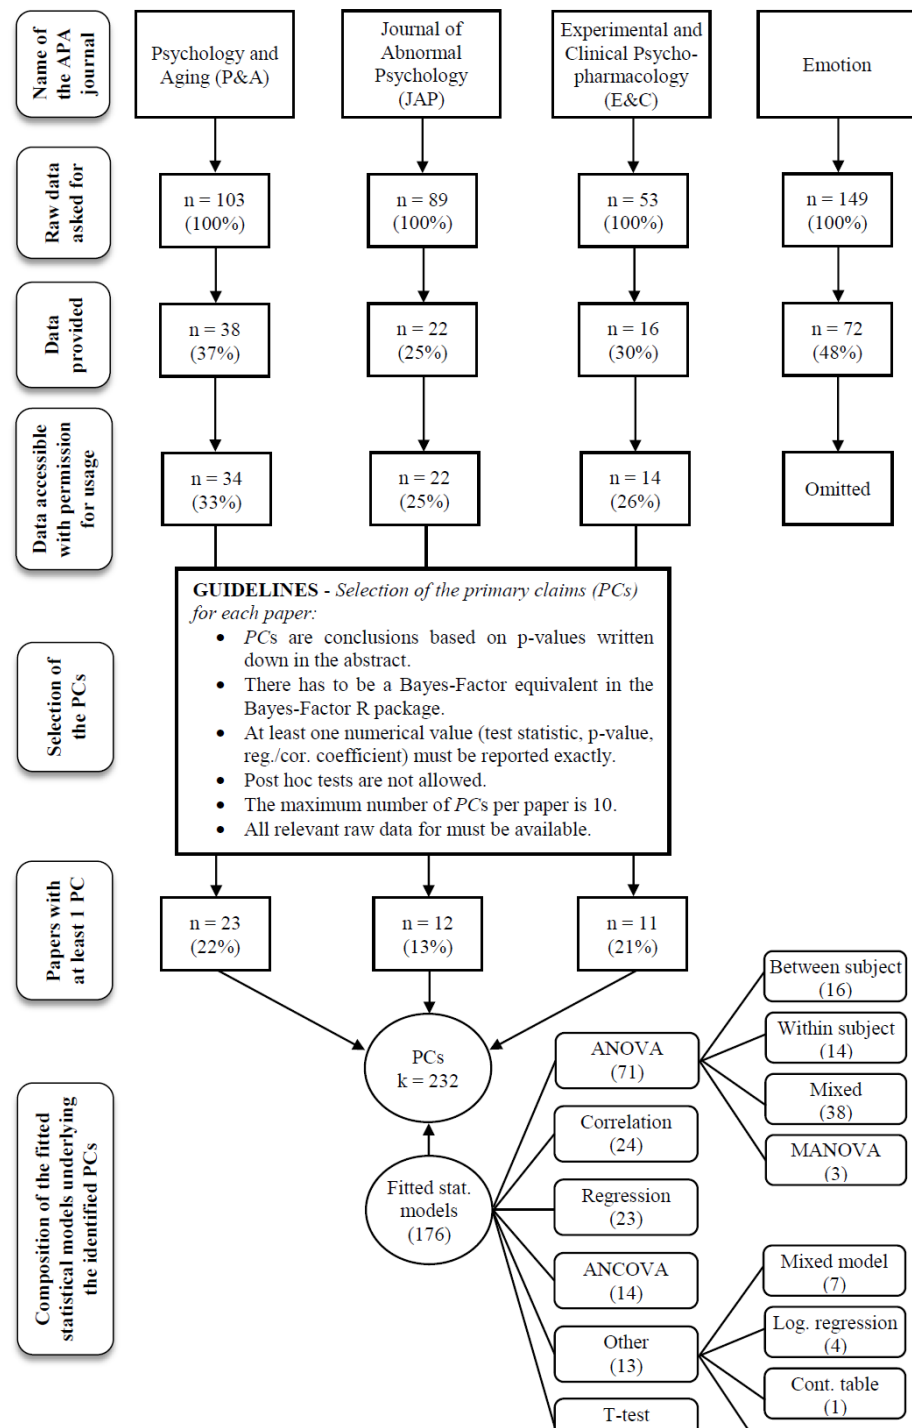 Name of
the APA
journal
Psychology and
Aging (P&A)
Journal of
Abnormal
Psychology
(JAP)
Experimental and
Clinical Psycho-
pharmacology
(E&C)
Emotion
Raw data
asked for
n = 103
(100%)
n = 89
(100%)
n = 53
(100%)
n = 149
(100%)
Data
provided
n = 38
(37%)
n = 22
(25%)
n = 16
(30%)
n = 72
(48%)
Data accessible
with permission
for usage
n = 34
(33%)
n = 22
(25%)
n = 14
(26%)
Omitted
Selection of
the PCs
GUIDELINES - Selection of the primary claims (PCs)
for each paper:
• PCs are conclusions based on p-values written
down in the abstract.
• There has to be a Bayes-Factor equivalent in the
Bayes-Factor R package.
• At least one numerical value (test statistic, p-value,
reg./cor. coefficient) must be reported exactly.
• Post hoc tests are not allowed.
• The maximum number of PCs per paper is 10.
• All relevant raw data for must be available.
Papers with
at least 1 PC
n = 23
(22%)
n = 12
(13%)
n = 11
(21%)
Composition of the fitted
statistical models underlying
the identified PCs
PCs
k = 232
Fitted stat.
models
(176)
ANOVA
(71)
Correlation
(24)
Regression
(23)
ANCOVA
(14)
Other
(13)
T-test
Between subject
(16)
Within subject
(14)
Mixed
(38)
MANOVA
(3)
Mixed model
(7)
Log. regression
(4)
Cont. table
(1)